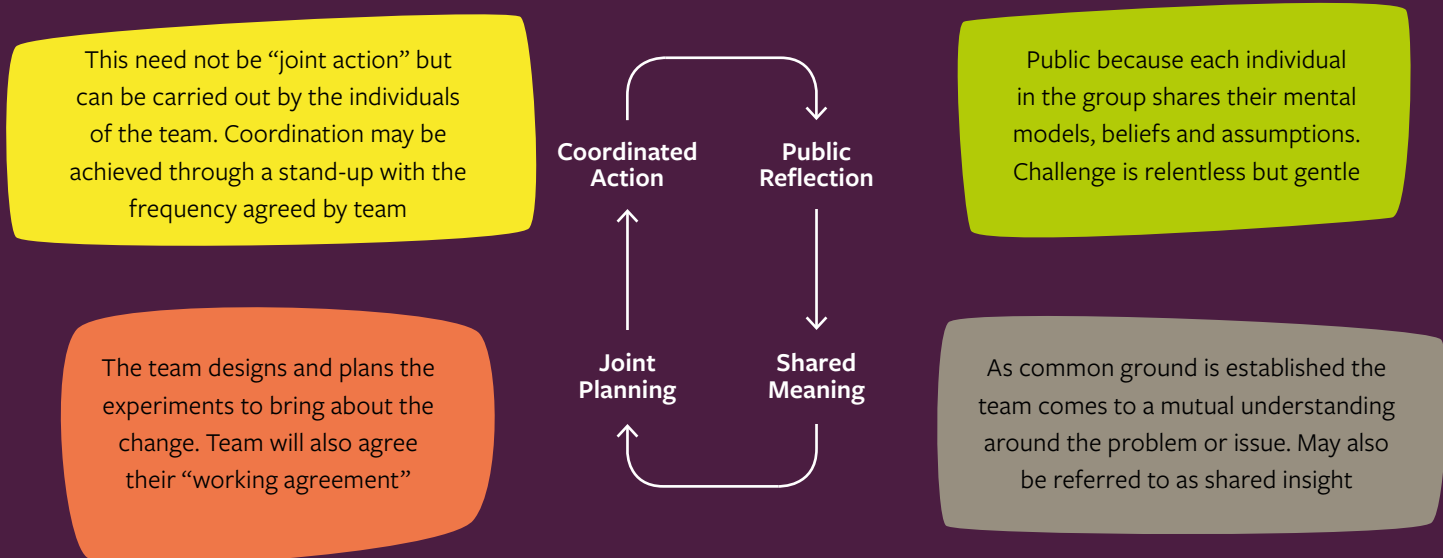 This need not be “joint action” but
can be carried out by the individuals
of the team. Coordination may be
achieved through a stand-up with the
frequency agreed by team
Coordinated
Action
Public
Reflection
Public because each individual
in the group shares their mental
models, beliefs and assumptions.
Challenge is relentless but gentle
The team designs and plans the
experiments to bring about the
change. Team will also agree
their “working agreement”
Joint
Planning
Shared
Meaning
As common ground is established the
team comes to a mutual understanding
around the problem or issue. May also
be referred to as shared insight